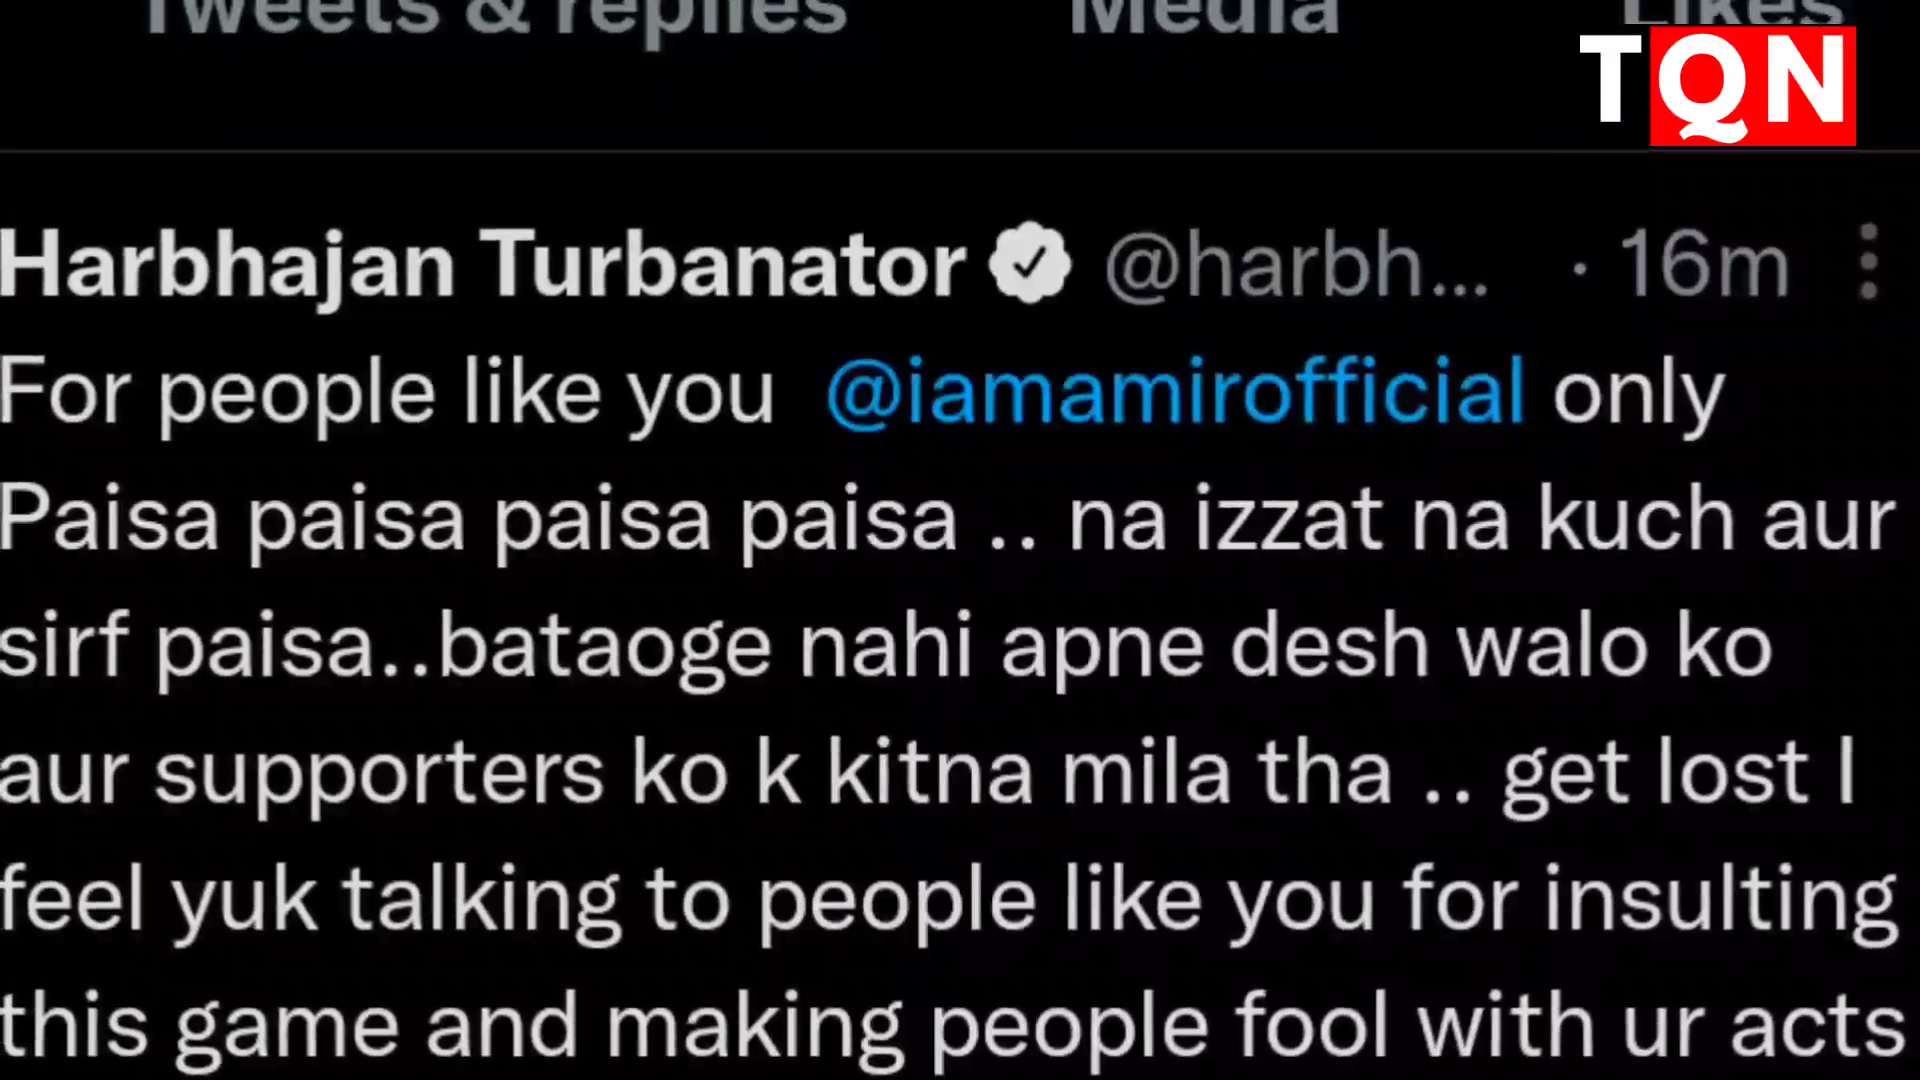 Tweets & replies Media Likes
TQN
Harbhajan Turbanator @harbh... · 16m
For people like you @iamamirofficial only
Paisa paisa paisa paisa .. na izzat na kuch aur
sirf paisa..bataoge nahi apne desh walo ko
aur supporters ko k kitna mila tha .. get lost I
feel yuk talking to people like you for insulting
this game and making people fool with ur acts